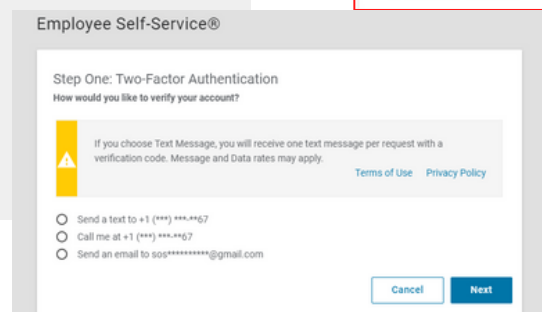 Employee Self-Service®
Step One: Two-Factor Authentication
How would you like to verify your account?
If you choose Text Message, you will receive one text message per request with a
verification code. Message and Data rates may apply.
Terms of Use Privacy Policy
Send a text to +1 (***) ***-**67
Call me at +1 (***) ***-**67
Send an email to sos**********@gmail.com
Cancel Next